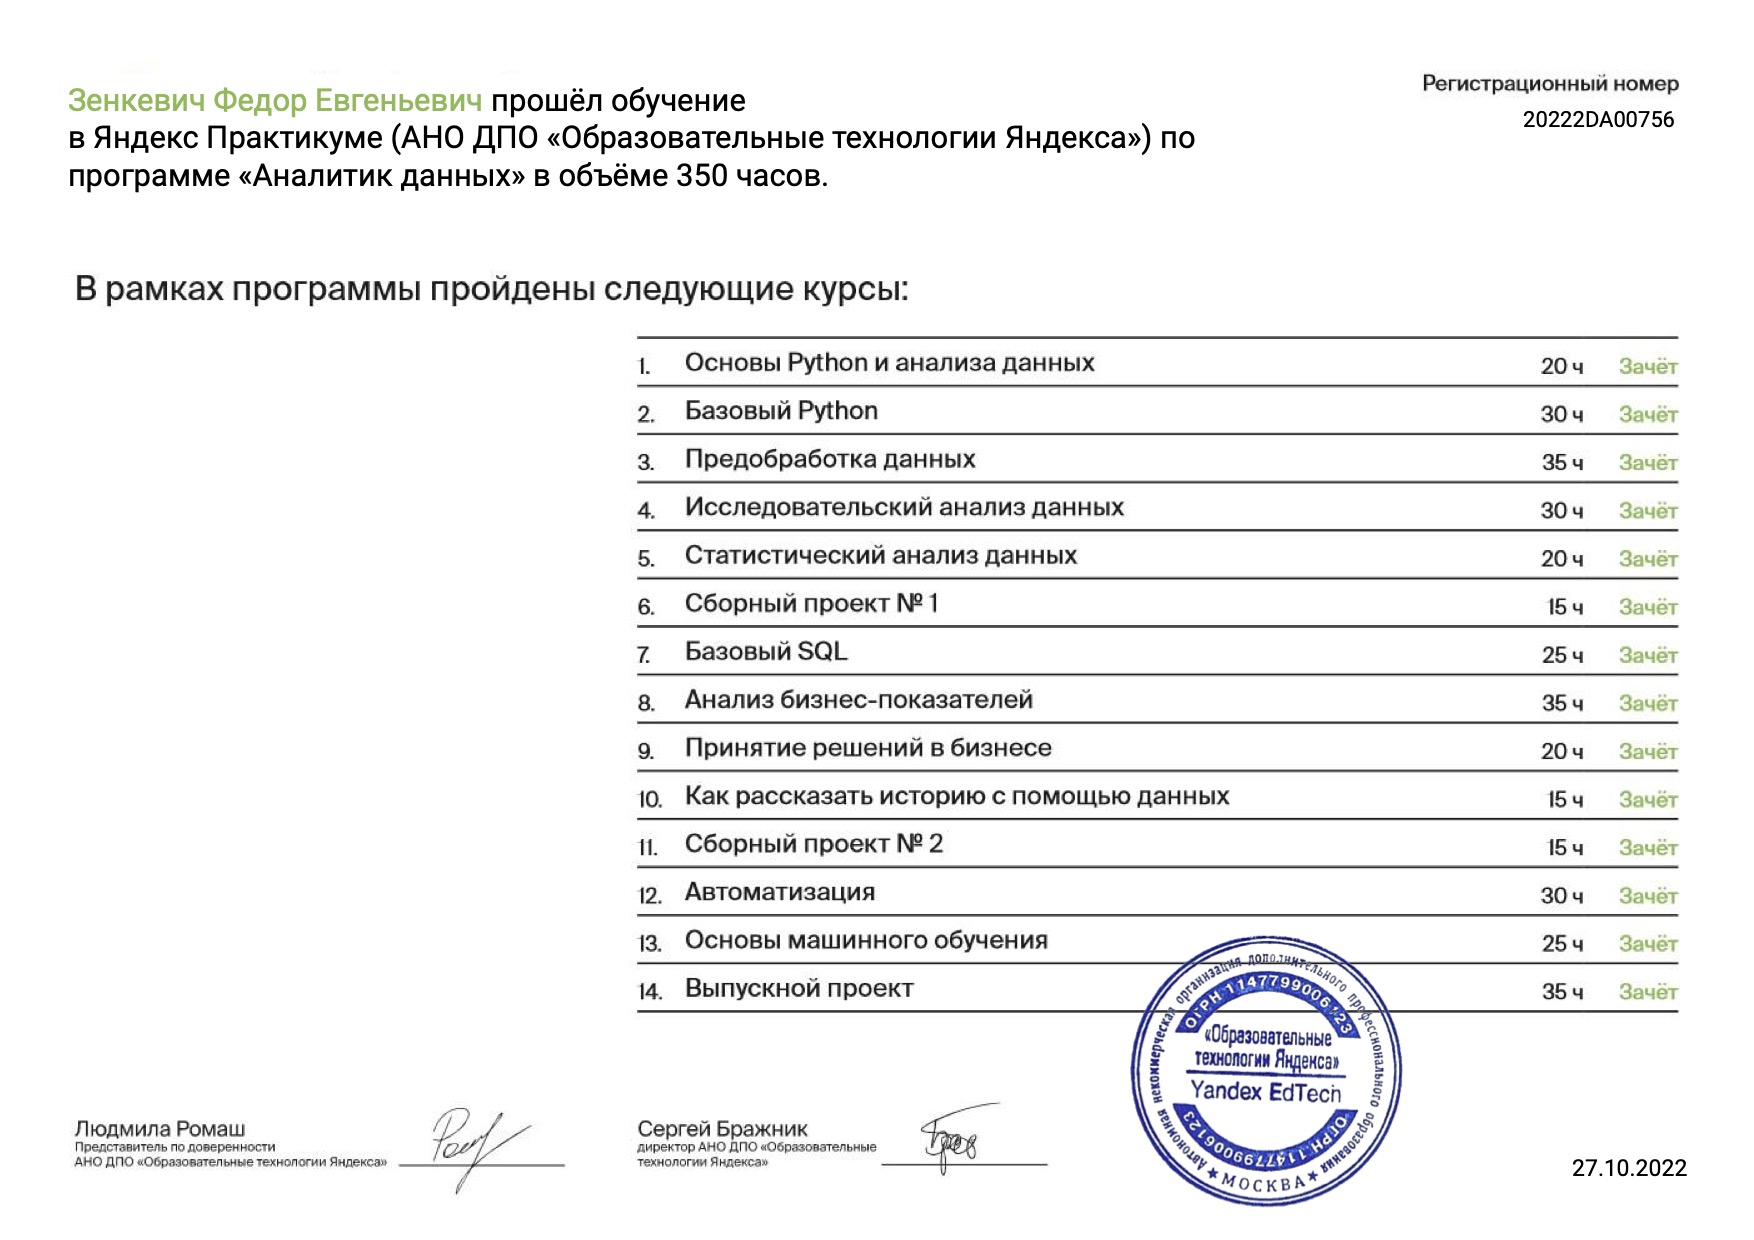 Зенкевич Федор Евгеньевич прошёл обучение
в Яндекс Практикуме (АНО ДПО «Образовательные технологии Яндекса») по
программе «Аналитик данных» в объёме 350 часов.
Регистрационный номер
20222DA00756
В рамках программы пройдены следующие курсы:
1. Основы Python и анализа данных 20 ч Зачёт
2. Базовый Python 30 ч Зачёт
3. Предобработка данных 35 ч Зачёт
4. Исследовательский анализ данных 30 ч Зачёт
5. Статистический анализ данных 20 ч Зачёт
6. Сборный проект № 1 15 ч Зачёт
7. Базовый SQL 25 ч Зачёт
8. Анализ бизнес-показателей 35 ч Зачёт
9. Принятие решений в бизнесе 20 ч Зачёт
10. Как рассказать историю с помощью данных 15 ч Зачёт
11. Сборный проект № 2 15 ч Зачёт
12. Автоматизация 30 ч Зачёт
13. Основы машинного обучения 25 ч Зачёт
14. Выпускной проект 35 ч Зачёт
Людмила Ромаш
Представитель по доверенности
АНО ДПО «Образовательные технологии Яндекса»
Сергей Бражник
директор АНО ДПО «Образовательные
технологии Яндекса»
Автономная некоммерческая организация дополнительного профессионального образования
ОГРН 1147799006123
«Образовательные
технологии Яндекса»
Yandex EdTech
ОГРН 1147799006123
★ МОСКВА ★
27.10.2022